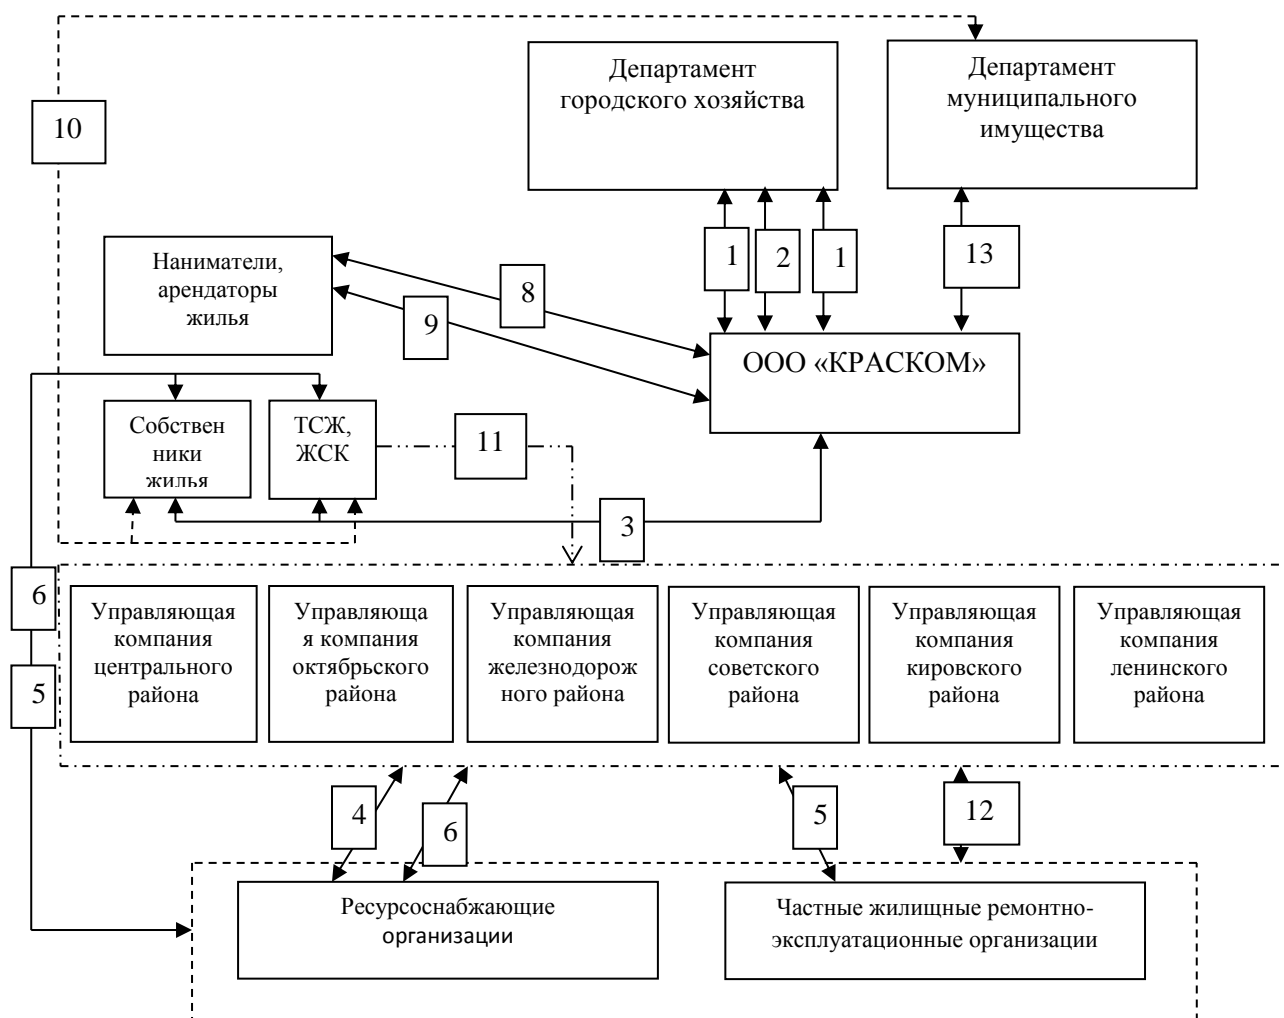 Департамент
городского хозяйства
Департамент
муниципального
имущества
10
1
2
1
13
Наниматели,
арендаторы
жилья
8
9
ООО «КРАСКОМ»
Собствен
ники
жилья
ТСЖ,
ЖСК
11
3
6
5
Управляющая
компания
центрального
района
Управляюща
я компания
октябрьского
района
Управляющая
компания
железнодорож
ного района
Управляющая
компания
советского
района
Управляющая
компания
кировского
района
Управляющая
компания
ленинского
района
4
6
5
12
Ресурсоснабжающие
организации
Частные жилищные ремонтно-
эксплуатационные организации